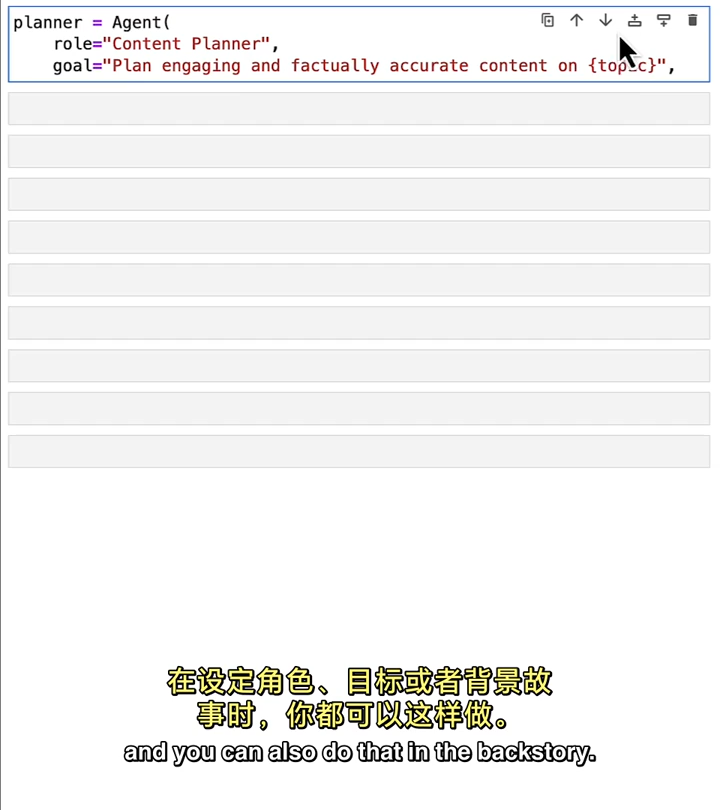 planner = Agent(
    role="Content Planner",
    goal="Plan engaging and factually accurate content on {topic}",
在设定角色、目标或者背景故
事时，你都可以这样做。
and you can also do that in the backstory.